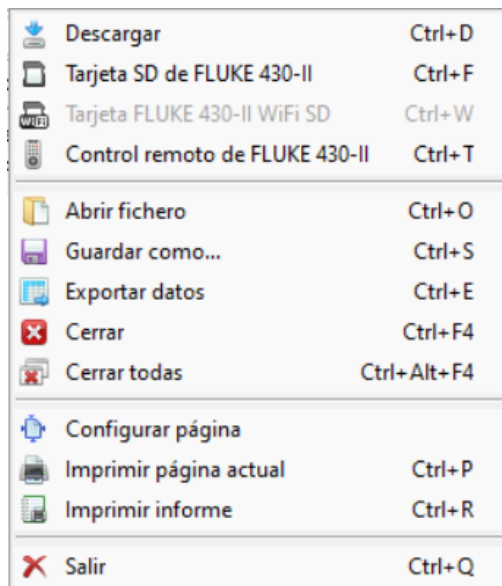 Descargar Ctrl+D
Tarjeta SD de FLUKE 430-II Ctrl+F
WiFi Tarjeta FLUKE 430-II WiFi SD Ctrl+W
Control remoto de FLUKE 430-II Ctrl+T
Abrir fichero Ctrl+O
Guardar como... Ctrl+S
Exportar datos Ctrl+E
Cerrar Ctrl+F4
Cerrar todas Ctrl+Alt+F4
Configurar página
Imprimir página actual Ctrl+P
Imprimir informe Ctrl+R
Salir Ctrl+Q